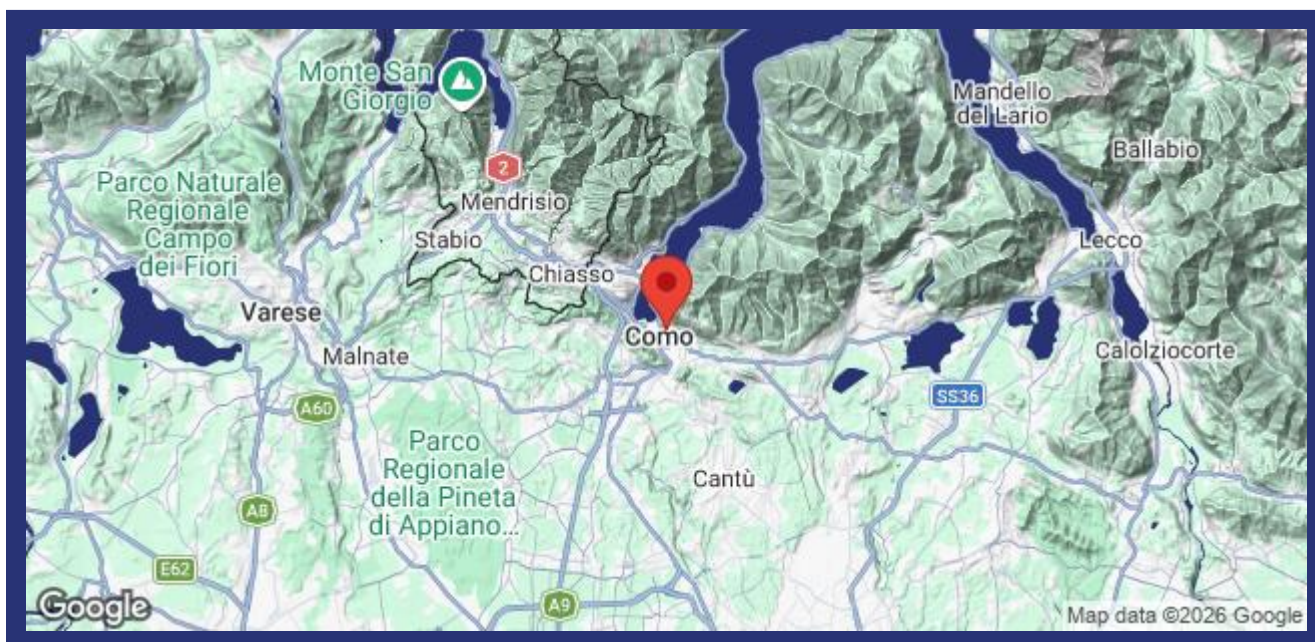 Monte San
Giorgio
Mandello
del Lario
Ballabio
2
Parco Naturale
Regionale
Campo
dei Fiori
Mendrisio
Stabio
Lecco
Chiasso
Varese
Como
Malnate
Calolziocorte
SS36
A60
Parco
Regionale
della Pineta
di Appiano...
Cantù
A8
E62
A9
Google
Map data ©2026 Google